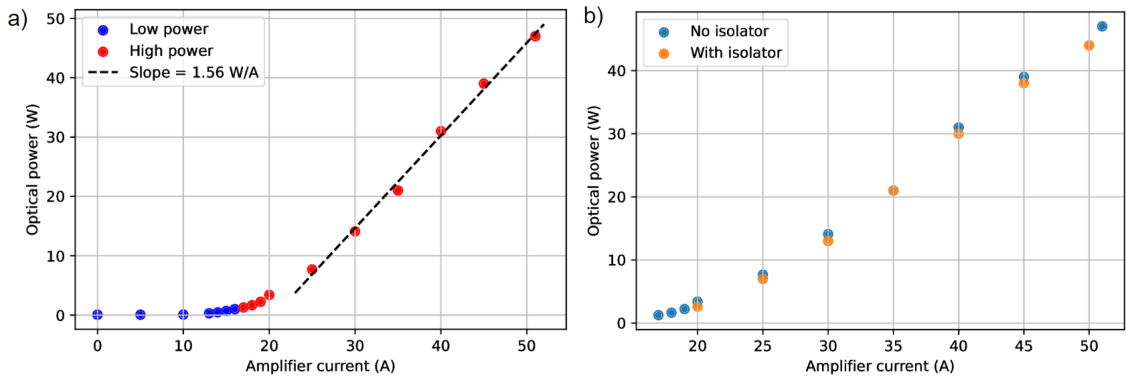 a)
Low power
High power
Slope = 1.56 W/A
Optical power (W)
50
40
30
20
10
0
0 10 20 30 40 50
Amplifier current (A)
b)
No isolator
With isolator
Optical power (W)
40
30
20
10
0
20 25 30 35 40 45 50
Amplifier current (A)